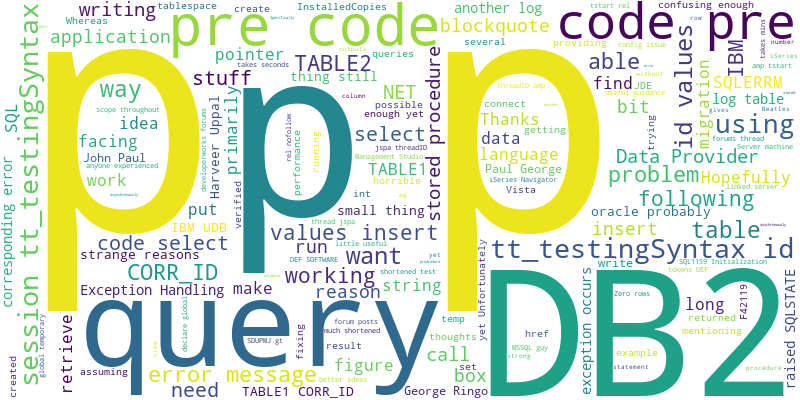 writing
Whereas
application
tablespace
create
InstalledCopies
pre code
another log
blockquote
code pre
confusing enough
tstart rel
row
takes mins
number
pointer
takes seconds
queries
several
providing
config issue
amp tstart
iSeries
stuff
TABLE2
thing still
outputs
able
IBM
SQLERRM
p p
p
.NET
possible
enough yet
threadID amp
without
useful guidance
find
JDE
log table
id values
migration
way
scope throughout
primarily
rel nofollow
performance
running
column
connect
getting
bit
trying
gives
Beatles
forums thread
using
idea
facing
developerworks forums
Harveer Uppal
select
stored procedure
Thanks
data
Data Provider
Server machine
John Paul
anyone experienced
jspa threadID
Management Studio
language
problem
Hopefully
linked server
work
verified
TABLE1
horrible
Paul George
iSeries Navigator
following
put
int
eg
Vista
oracle probably
SQL
corresponding error
session tt_testingSyntax
IBM UDB
small thing
values insert
thread jspa
insert
table
code select
run
little useful
want
tt_testingSyntax id
strange reasons
CORR_ID
DEF SOFTWARE
yet
working
shortened test
yet Unfortunately
write
SQL1159 Initialization
tokens DEF
Exception Handling
make
reason
string
DB2
Zero rows
long
returned
F42119
raised SQLSTATE
retrieve
declare global
query
SDUPMJ gt
fixing
forum posts
much shortened
temp
result
thoughts
call
href
MSSQL guy
strong
exception occurs
mentioning
example
statement
procedure
created
global temporary
assuming
error message
figure
set
box
need
better ideas
TABLE1 CORR_ID
George Ringo